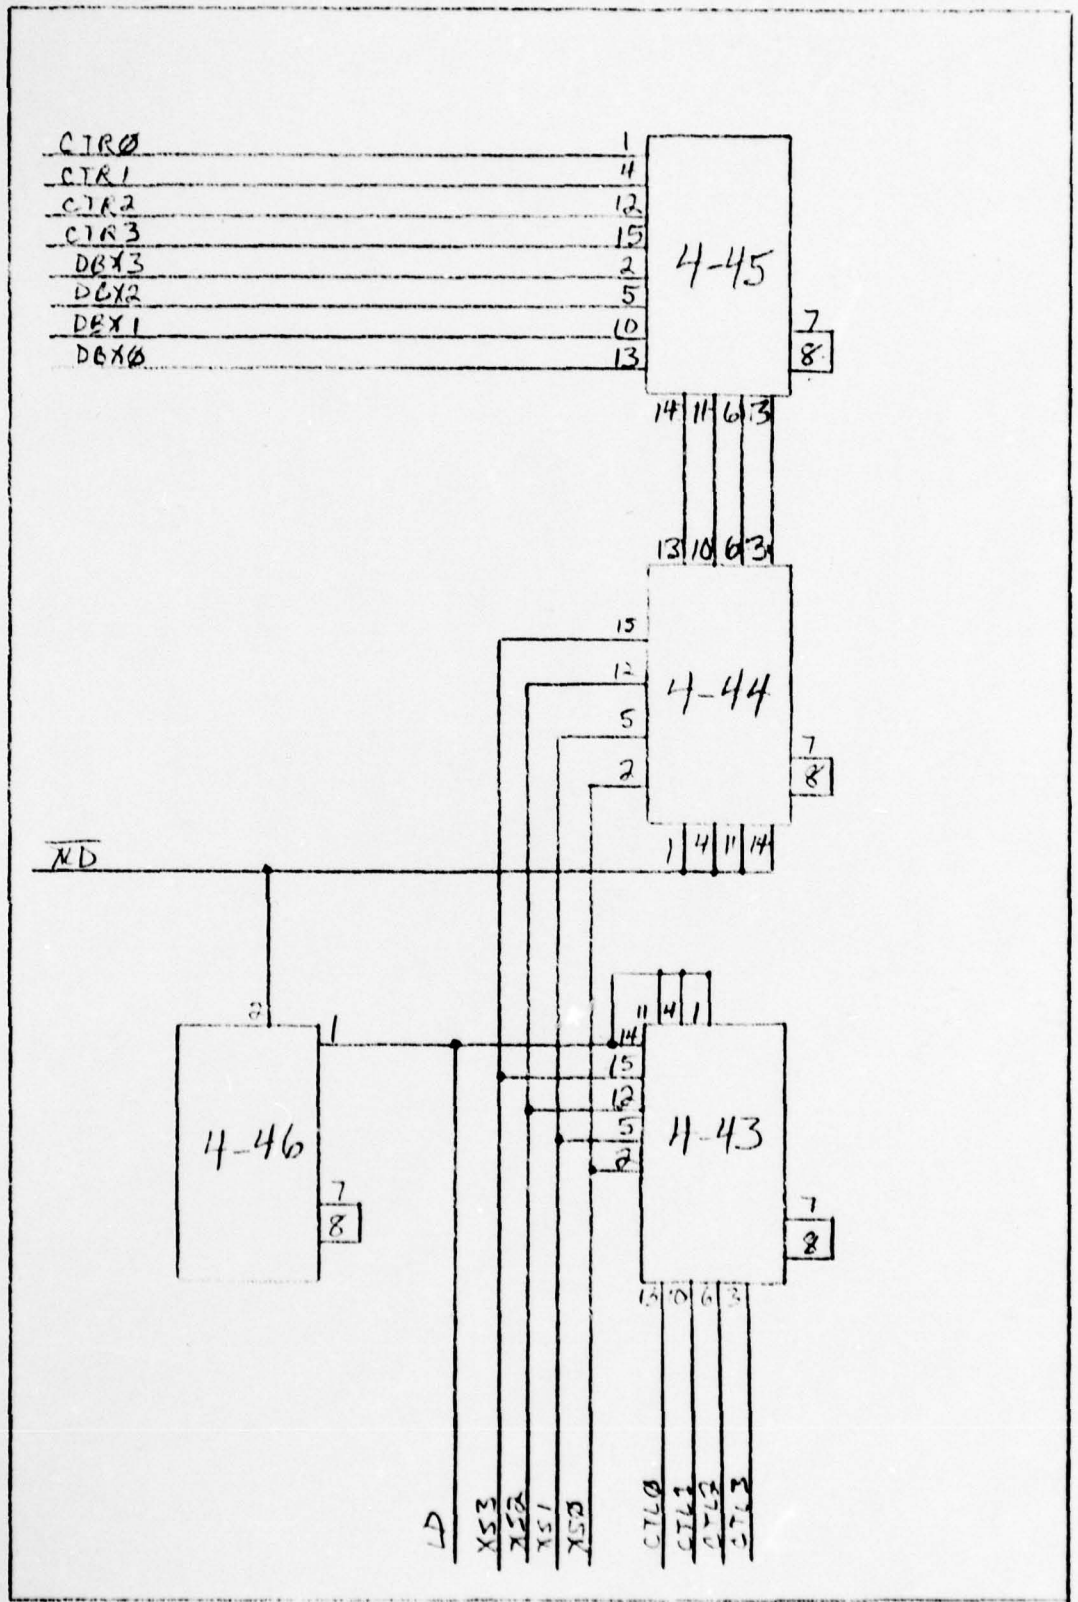 CTRØ 1
CTR1 4
CTR2 12
CTR3 15
DBX3 2
DBX2 5
DBX1 10
DBXØ 13
4-45
7
8
14 11 6 3
13 10 6 3
15
12
5
2
4-44
7
8
1 4 11 14
2
1
4-46
7
8
11 4 1
14
15
12
5
2
4-43
7
8
13 10 6 3
LD
XS3
XS2
XS1
XSØ
CTLØ
CTL1
CTL2
CTL3